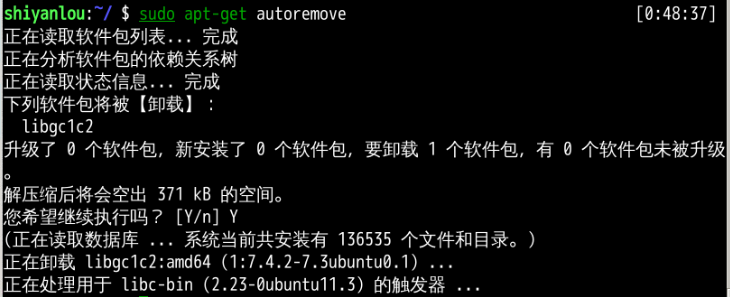 shiyanlou:~/ $ sudo apt-get autoremove [0:48:37]
正在读取软件包列表... 完成
正在分析软件包的依赖关系树
正在读取状态信息... 完成
下列软件包将被【卸载】：
libgc1c2
升级了 0 个软件包，新安装了 0 个软件包，要卸载 1 个软件包，有 0 个软件包未被升级
。
解压缩后将会空出 371 kB 的空间。
您希望继续执行吗？ [Y/n] Y
(正在读取数据库 ... 系统当前共安装有 136535 个文件和目录。)
正在卸载 libgc1c2:amd64 (1:7.4.2-7.3ubuntu0.1) ...
正在处理用于 libc-bin (2.23-0ubuntu11.3) 的触发器 ...